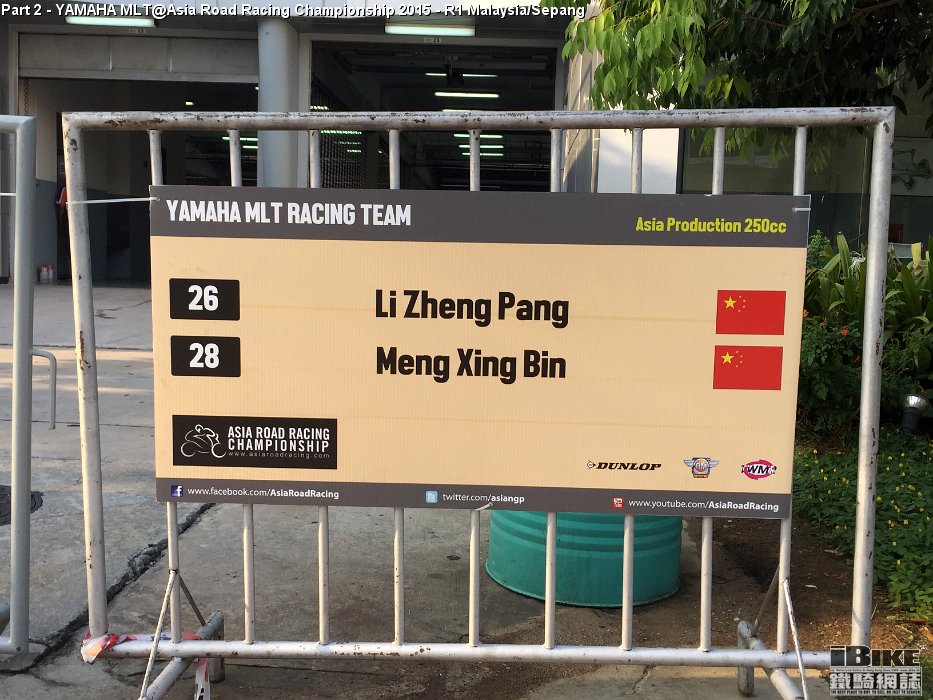 Part 2 - YAMAHA MLT@Asia Road Racing Championship 2015 - R1 Malaysia/Sepang
YAMAHA MLT RACING TEAM
Asia Production 250cc
26 Li Zheng Pang
28 Meng Xing Bin
ASIA ROAD RACING
CHAMPIONSHIP
www.asiaroadracing.com
DUNLOP
WM
www.facebook.com/AsiaRoadRacing
twitter.com/asiangp
www.youtube.com/AsiaRoadRacing
iBIKE
鐵騎網誌